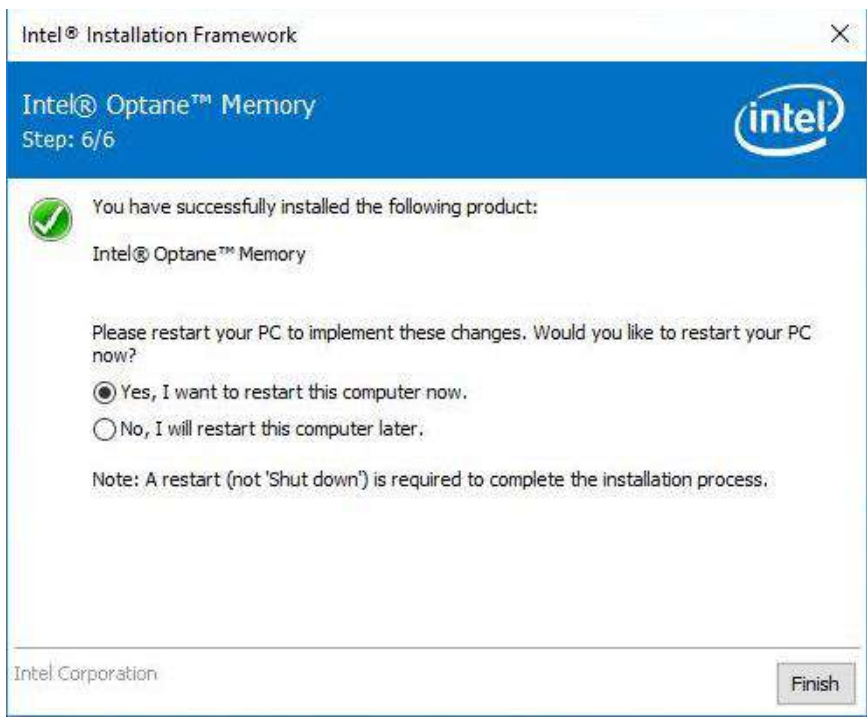 Intel® Installation Framework
Intel® Optane™ Memory
Step: 6/6
intel
You have successfully installed the following product:
Intel® Optane™ Memory
Please restart your PC to implement these changes. Would you like to restart your PC
now?
Yes, I want to restart this computer now.
No, I will restart this computer later.
Note: A restart (not 'Shut down') is required to complete the installation process.
Intel Corporation
Finish